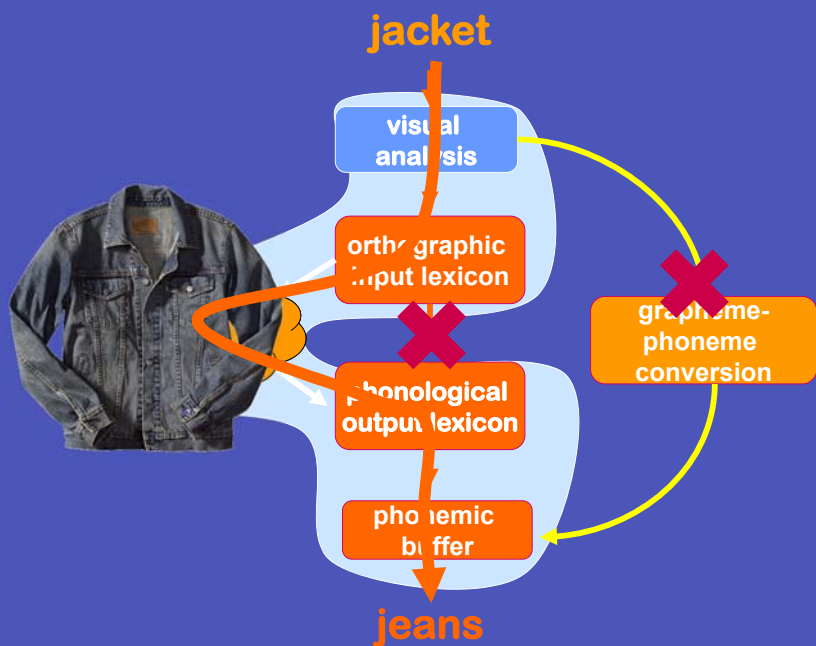 jacket
visual
analysis
orthographic
input lexicon
grapheme-
phoneme
conversion
phonological
output lexicon
phonemic
buffer
jeans